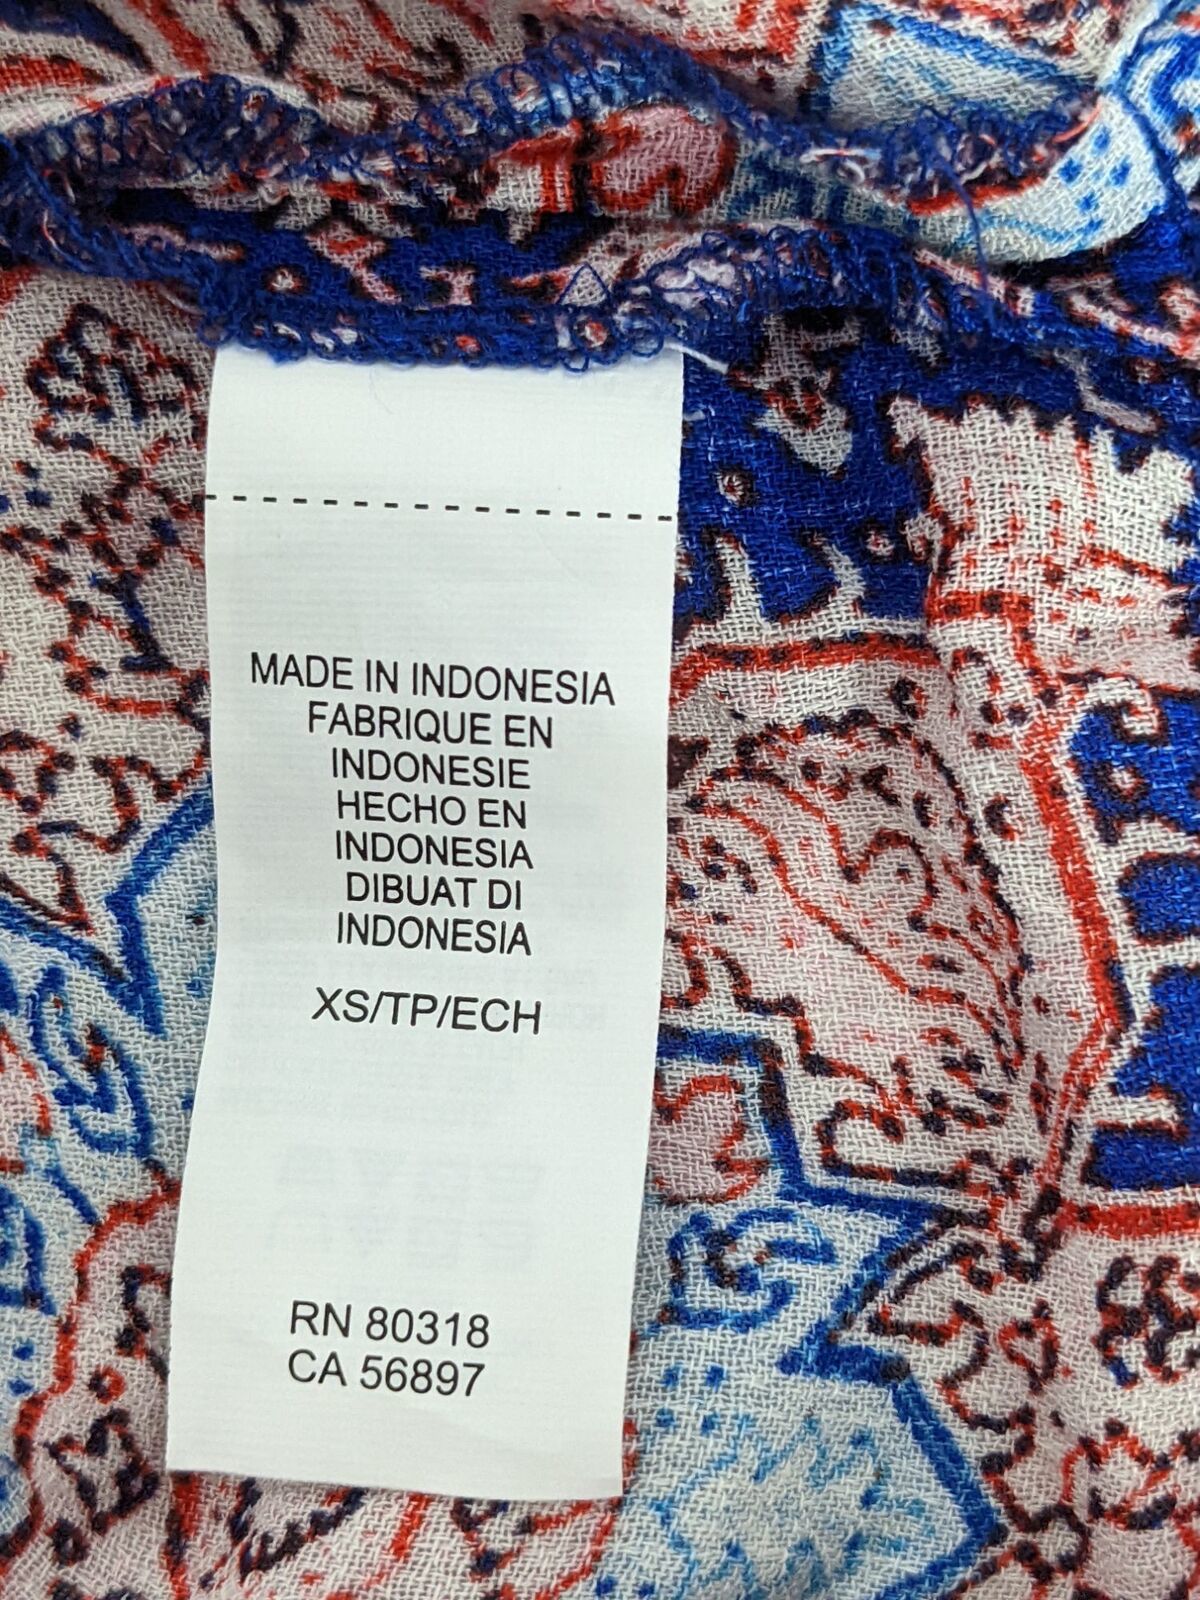 MADE IN INDONESIA
FABRIQUE EN
INDONESIE
HECHO EN
INDONESIA
DIBUAT DI
INDONESIA
XS/TP/ECH
RN 80318
CA 56897